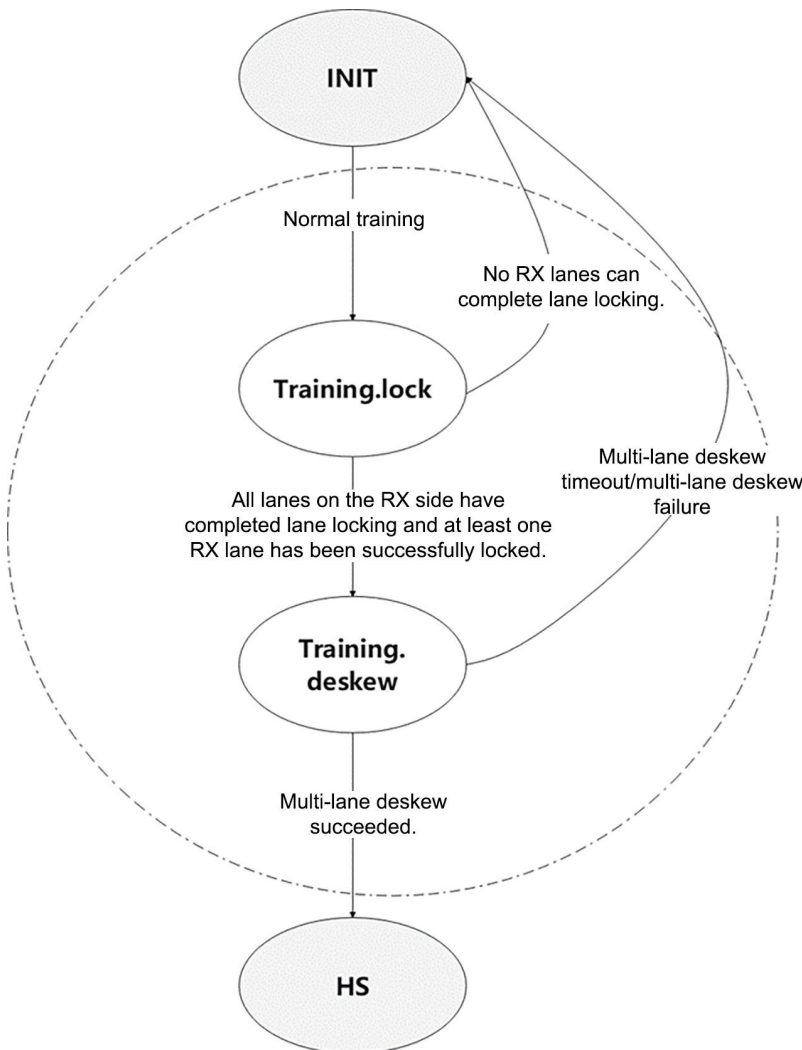 INIT
Normal training
No RX lanes can
complete lane locking.
Training.lock
All lanes on the RX side have
completed lane locking and at least one
RX lane has been successfully locked.
Multi-lane deskew
timeout/multi-lane deskew
failure
Training.
deskew
Multi-lane deskew
succeeded.
HS